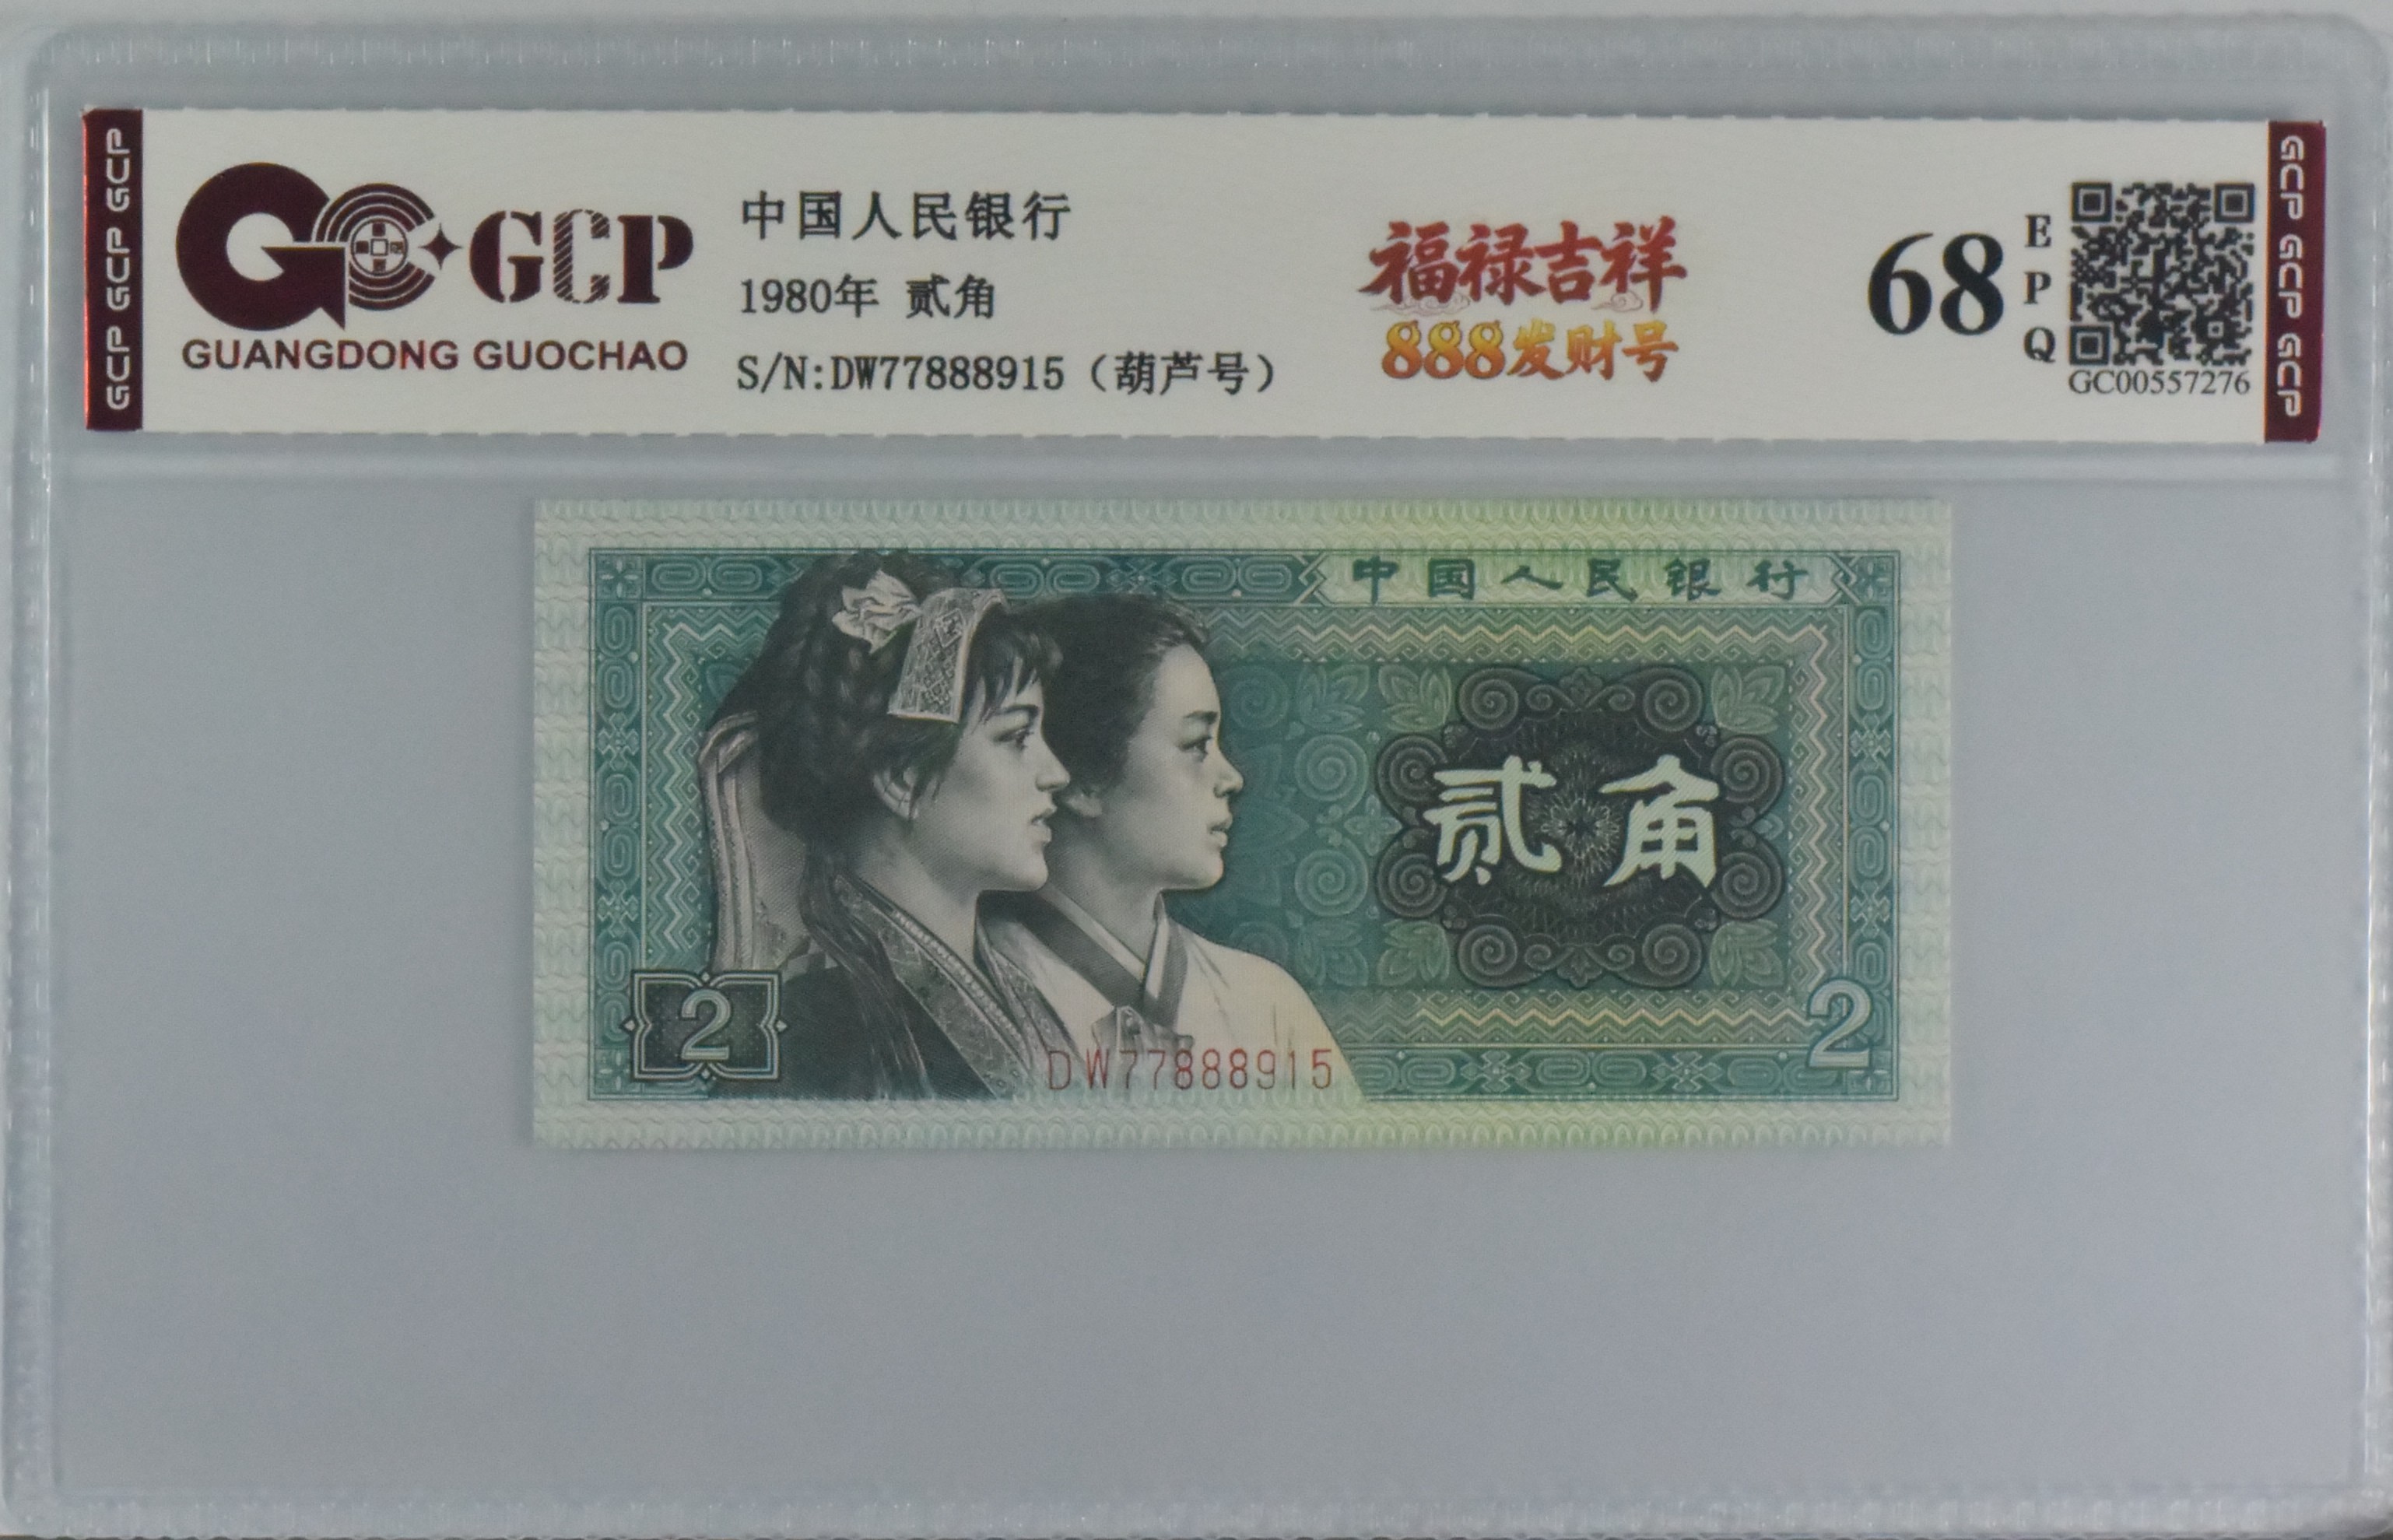 GCP GCP GCP
GCP
GUANGDONG GUOCHAO
中国人民银行
1980年 贰角
S/N:DW77888915（葫芦号）
福禄吉祥
888发财号
68
EPQ
GC00557276
GCP GCP GCP
中国人民银行
贰角
2
2
DW77888915